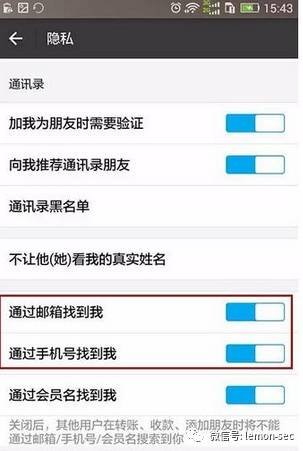 15:43
隐私
通讯录
加我为朋友时需要验证
向我推荐通讯录朋友
通讯录黑名单
不让他(她)看我的真实姓名
通过邮箱找到我
通过手机号找到我
通过会员名找到我
关闭后，其他用户在转账、收款、添加朋友时将不能
通过邮箱/手机号/会员名搜索到你
微信号: lemon-sec